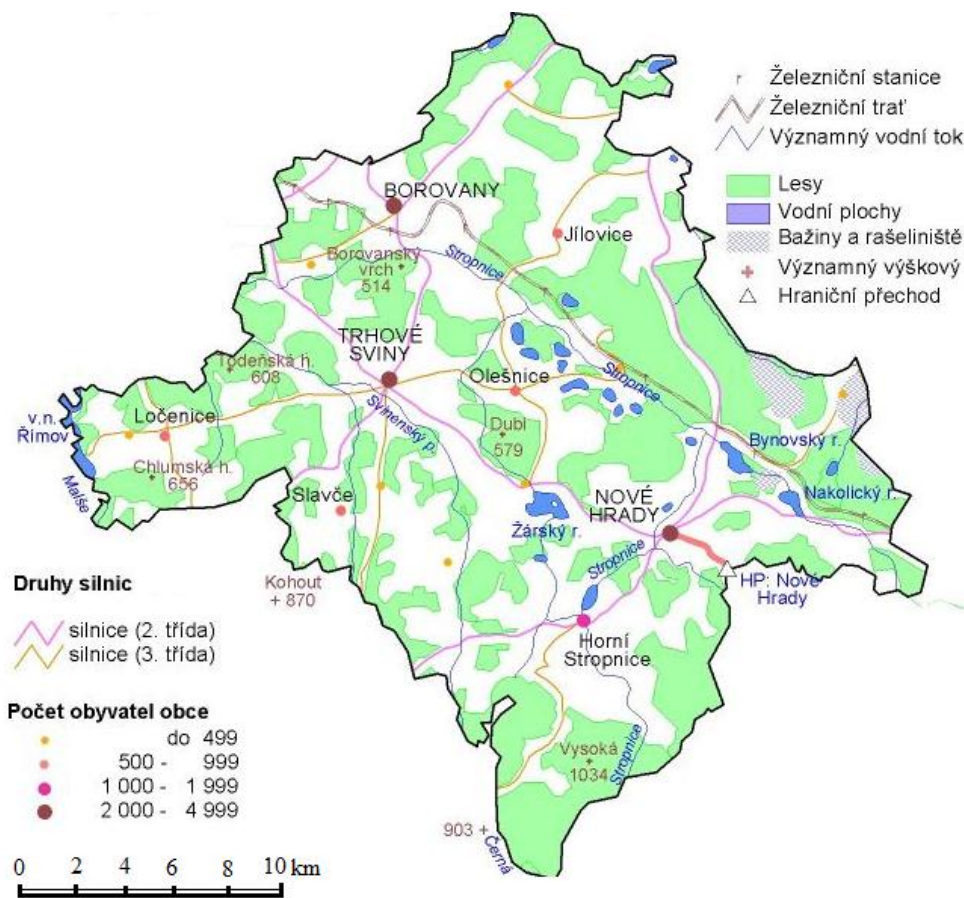 Železniční stanice
Železniční trať
Významný vodní tok
Lesy
Vodní plochy
Bažiny a rašeliniště
Významný výškový
Hraniční přechod
BOROVANY
Jílovice
Borovanský
vrch
514
Stropnice
TRHOVÉ
SVINY
Todeňská h.
608
Olešnice
Stropnice
v.n.
Římov
Ločenice
Svinenský p.
Dubí
579
Bynovský r.
Chlumská h.
656
Malše
Slavče
NOVÉ
HRADY
Nakolický r.
Žárský r.
Stropnice
Kohout
+ 870
HP: Nové
Hrady
Druhy silnic
silnice (2. třída)
silnice (3. třída)
Horní
Stropnice
Počet obyvatel obce
do 499
500 - 999
1 000 - 1 999
2 000 - 4 999
Vysoká
1034
Stropnice
903 +
Černá
0 2 4 6 8 10 km